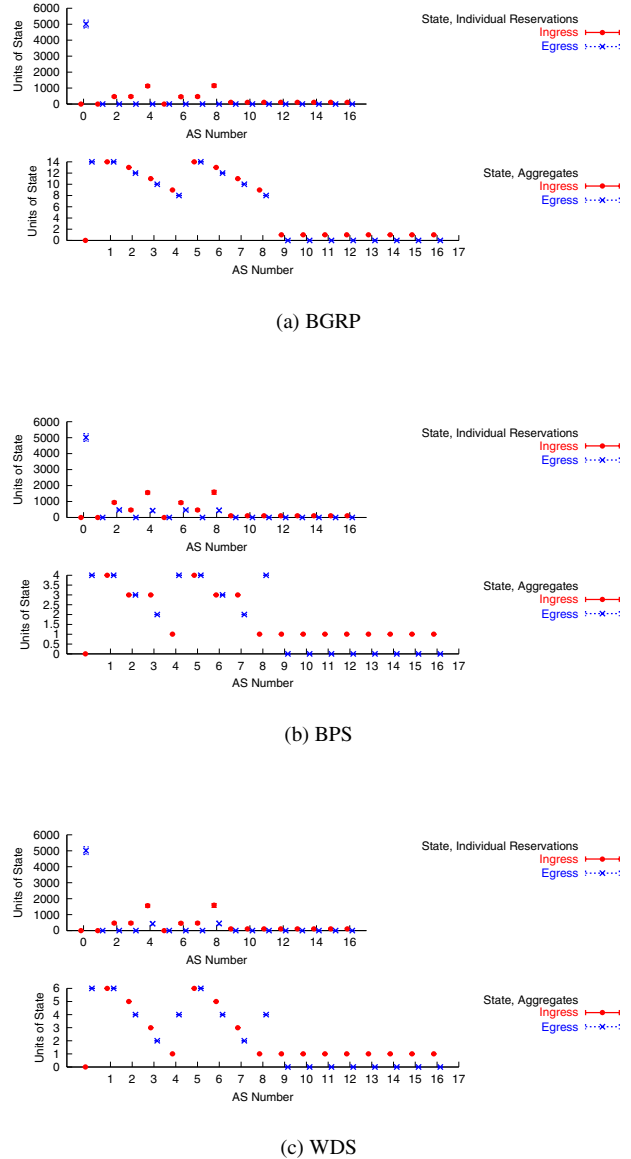 6000
5000
4000
3000
2000
1000
0
Units of State
0 2 4 6 8 10 12 14 16
AS Number
State, Individual Reservations
Ingress
Egress
14
12
10
8
6
4
2
0
Units of State
1 2 3 4 5 6 7 8 9 10 11 12 13 14 15 16 17
AS Number
State, Aggregates
Ingress
Egress
(a) BGRP
6000
5000
4000
3000
2000
1000
0
Units of State
0 2 4 6 8 10 12 14 16
AS Number
State, Individual Reservations
Ingress
Egress
4
3.5
3
2.5
2
1.5
1
0.5
0
Units of State
1 2 3 4 5 6 7 8 9 10 11 12 13 14 15 16 17
AS Number
State, Aggregates
Ingress
Egress
(b) BPS
6000
5000
4000
3000
2000
1000
0
Units of State
0 2 4 6 8 10 12 14 16
AS Number
State, Individual Reservations
Ingress
Egress
6
5
4
3
2
1
0
Units of State
1 2 3 4 5 6 7 8 9 10 11 12 13 14 15 16 17
AS Number
State, Aggregates
Ingress
Egress
(c) WDS